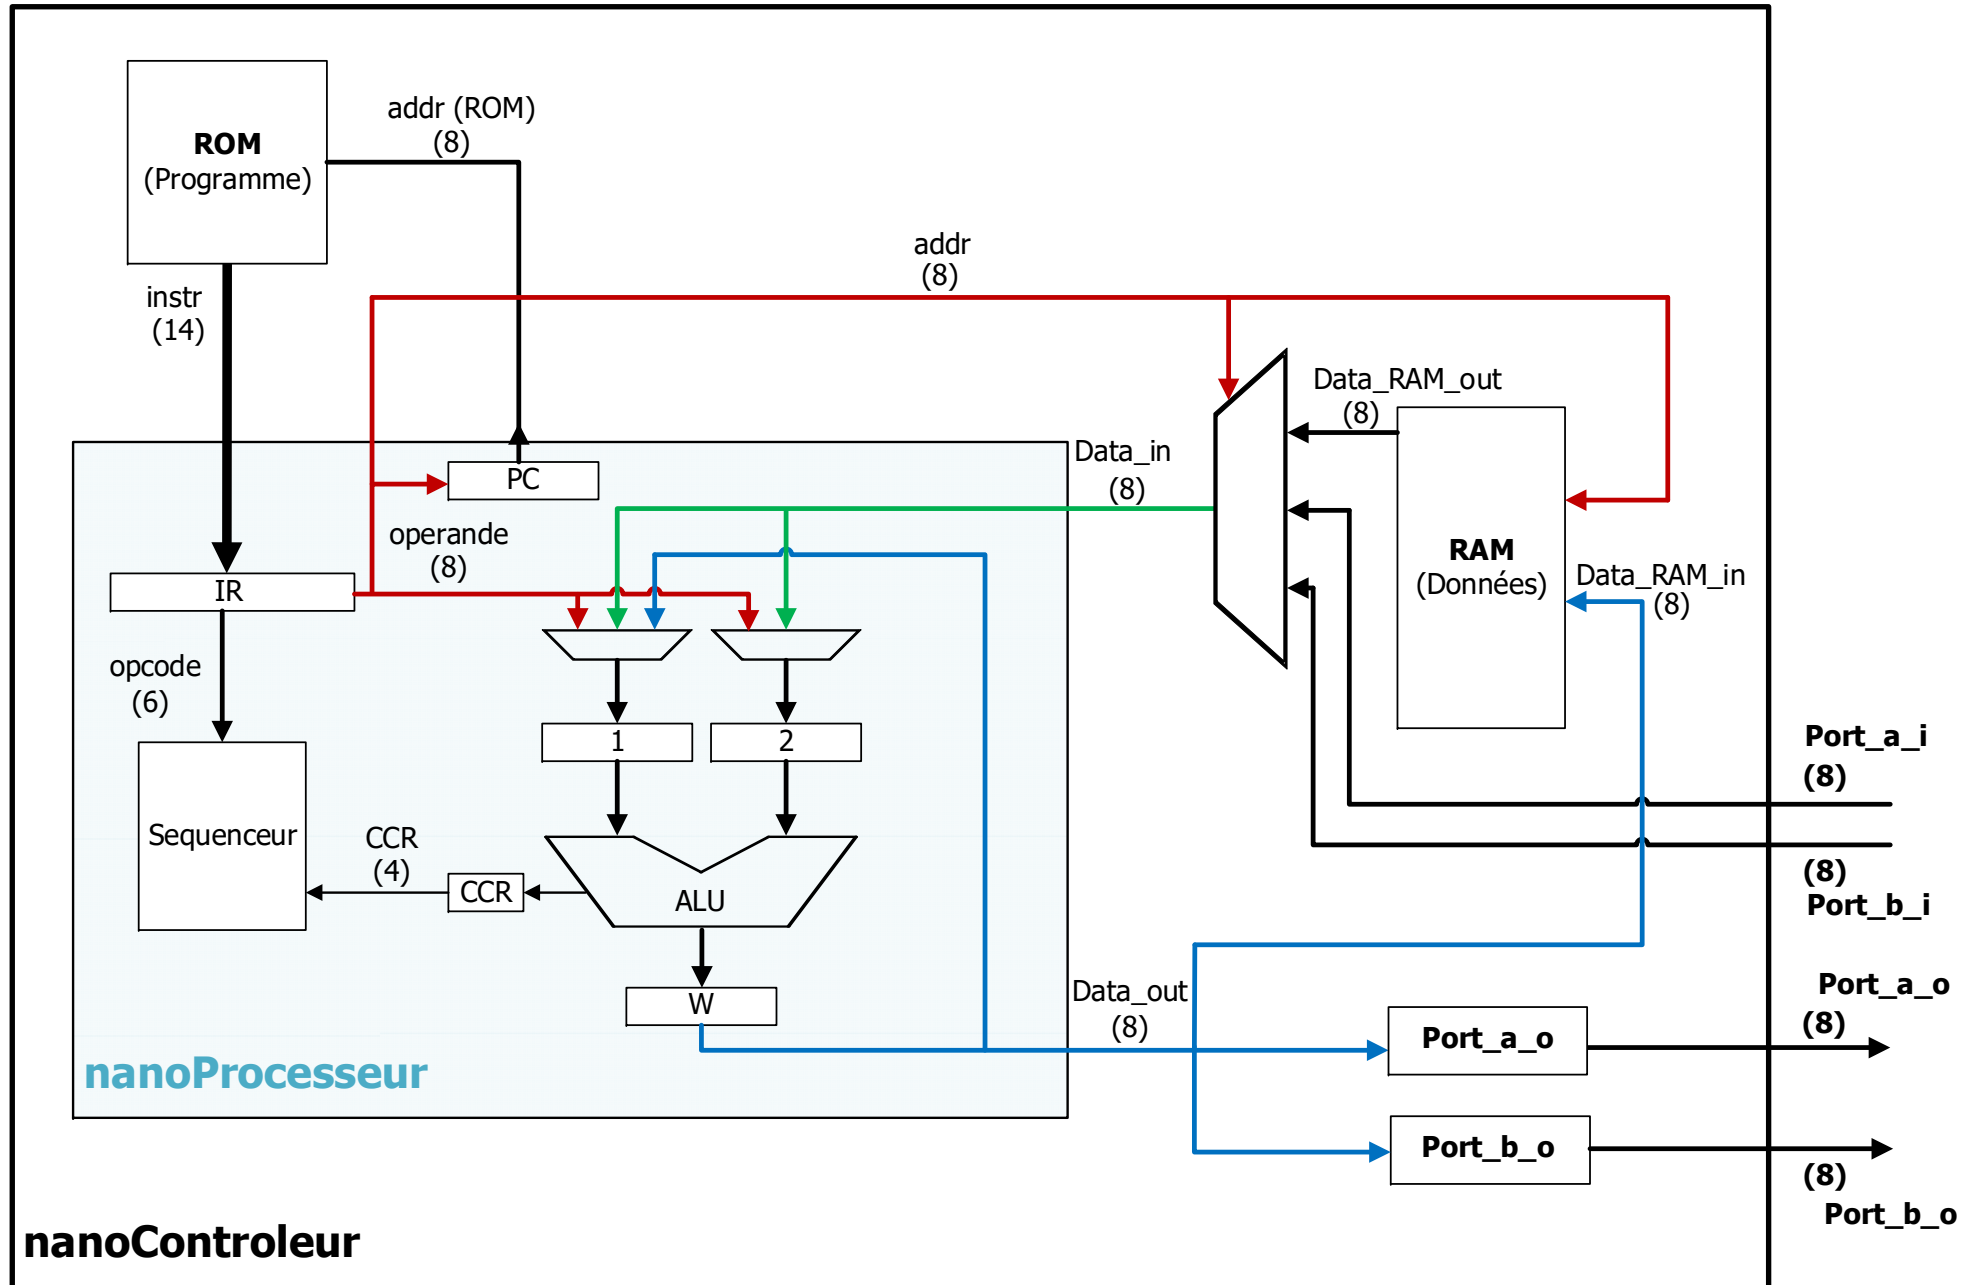 ROM
(Programme)
addr (ROM)
(8)
instr
(14)
addr
(8)
Data_RAM_out
(8)
Data_in
(8)
PC
operande
(8)
IR
RAM
(Données)
Data_RAM_in
(8)
opcode
(6)
1
2
Port_a_i
(8)
Sequenceur
CCR
(4)
CCR
ALU
(8)
Port_b_i
W
Data_out
(8)
Port_a_o
(8)
Port_a_o
nanoProcesseur
Port_b_o
(8)
Port_b_o
nanoControleur